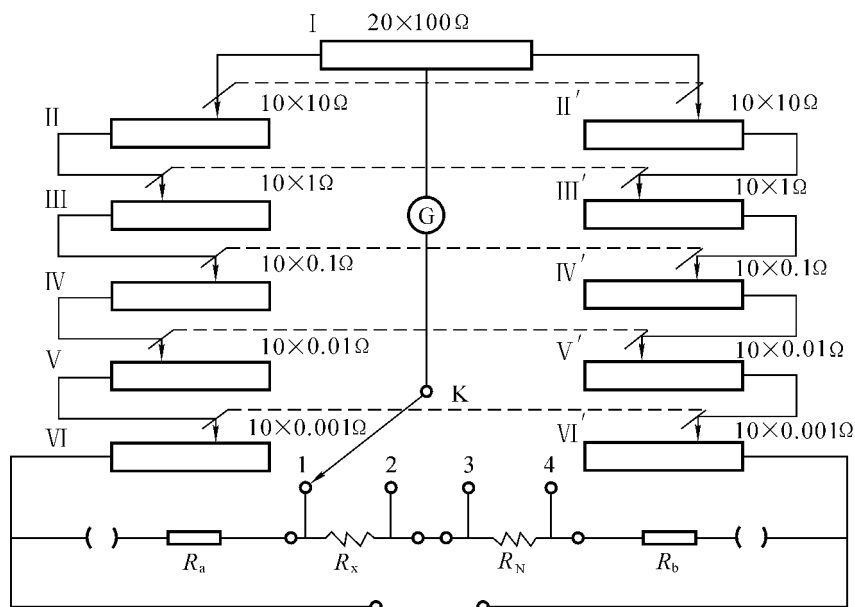 I 20×100Ω
II 10×10Ω II′ 10×10Ω
III 10×1Ω III′ 10×1Ω
G
IV 10×0.1Ω IV′ 10×0.1Ω
V 10×0.01Ω V′ 10×0.01Ω
K
VI 10×0.001Ω VI′ 10×0.001Ω
1 2 3 4
Ra Rx RN Rb